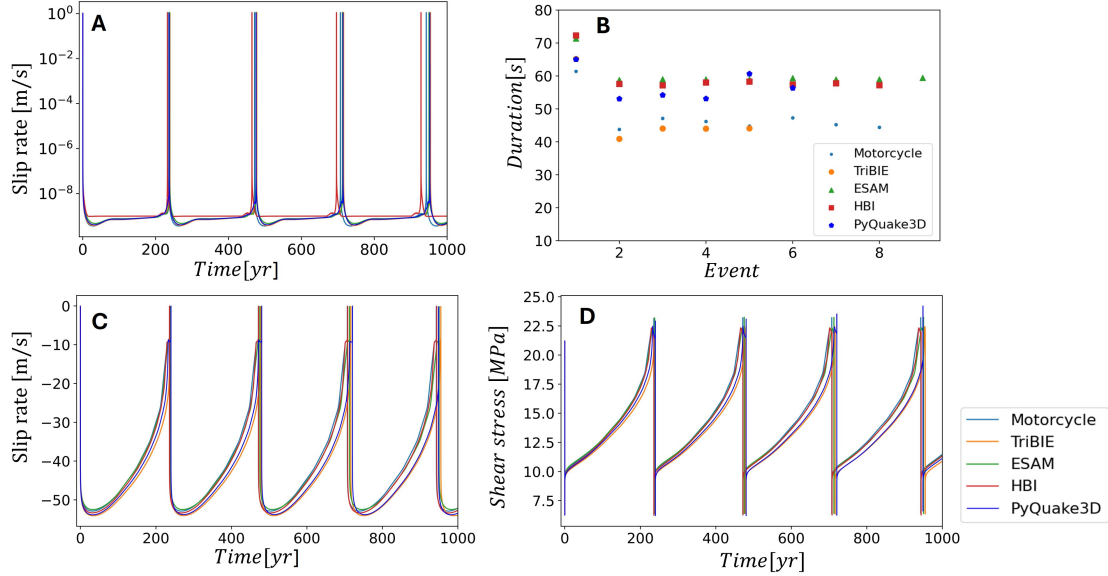 A
Slip rate [m/s]
10^0
10^−2
10^−4
10^−6
10^−8
0 200 400 600 800 1000
Time[yr]
B
Duration[s]
80
70
60
50
40
30
20
10
2 4 6 8
Event
Motorcycle
TriBIE
ESAM
HBI
PyQuake3D
C
Slip rate [m/s]
0
−10
−20
−30
−40
−50
0 200 400 600 800 1000
Time[yr]
D
Shear stress [MPa]
25.0
22.5
20.0
17.5
15.0
12.5
10.0
7.5
0 200 400 600 800 1000
Time[yr]
Motorcycle
TriBIE
ESAM
HBI
PyQuake3D